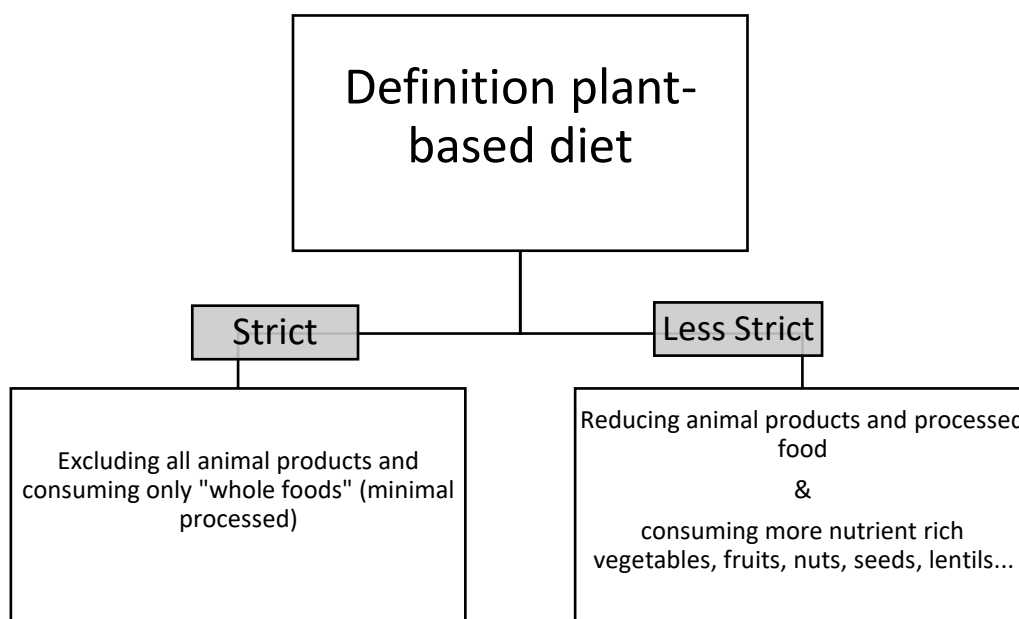 Definition plant-
based diet
Strict
Less Strict
Excluding all animal products and
consuming only "whole foods" (minimal
processed)
Reducing animal products and processed
food
&
consuming more nutrient rich
vegetables, fruits, nuts, seeds, lentils...